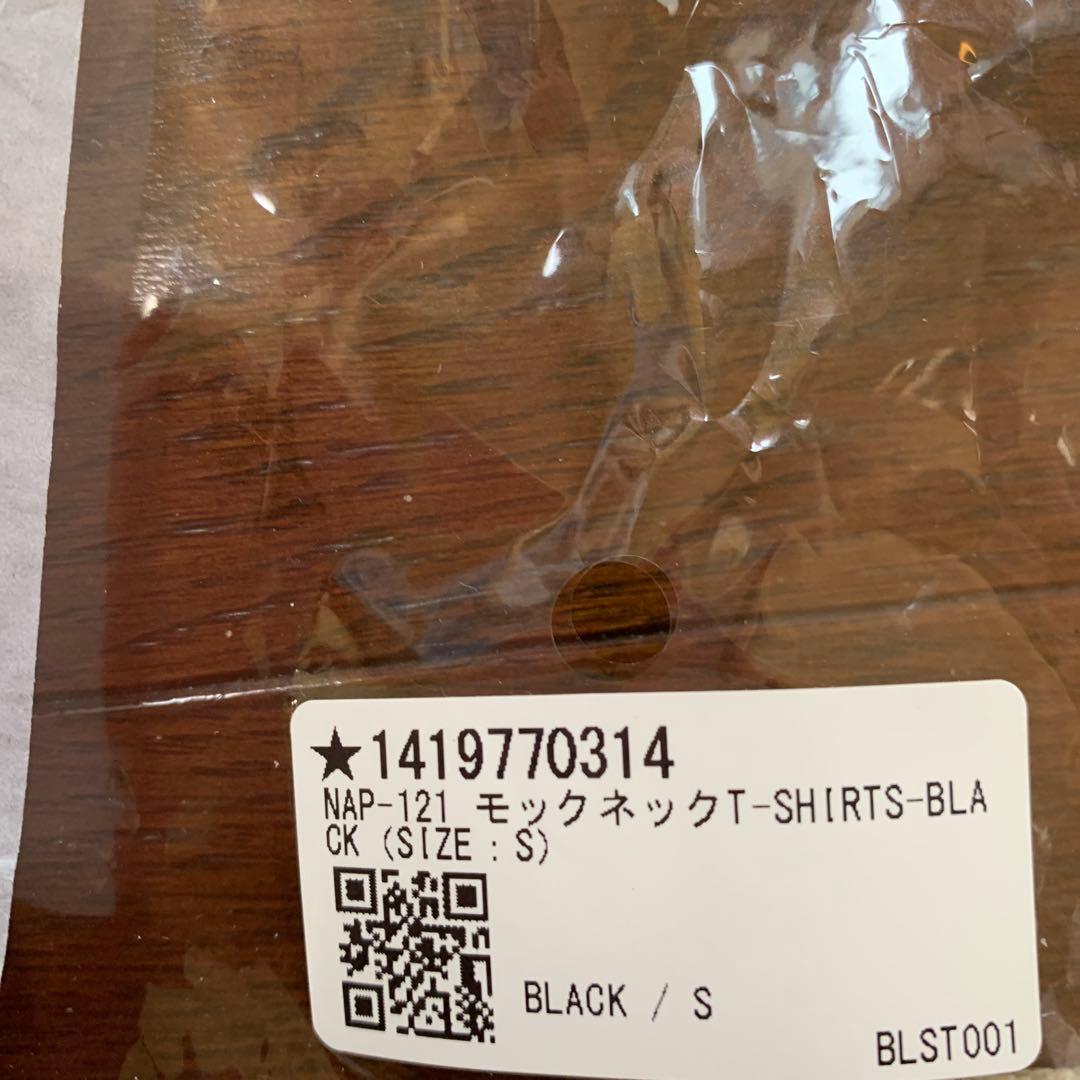 ★1419770314
NAP-121 モックネックT-SHIRTS-BLA
CK (SIZE : S)
BLACK / S
BLST001